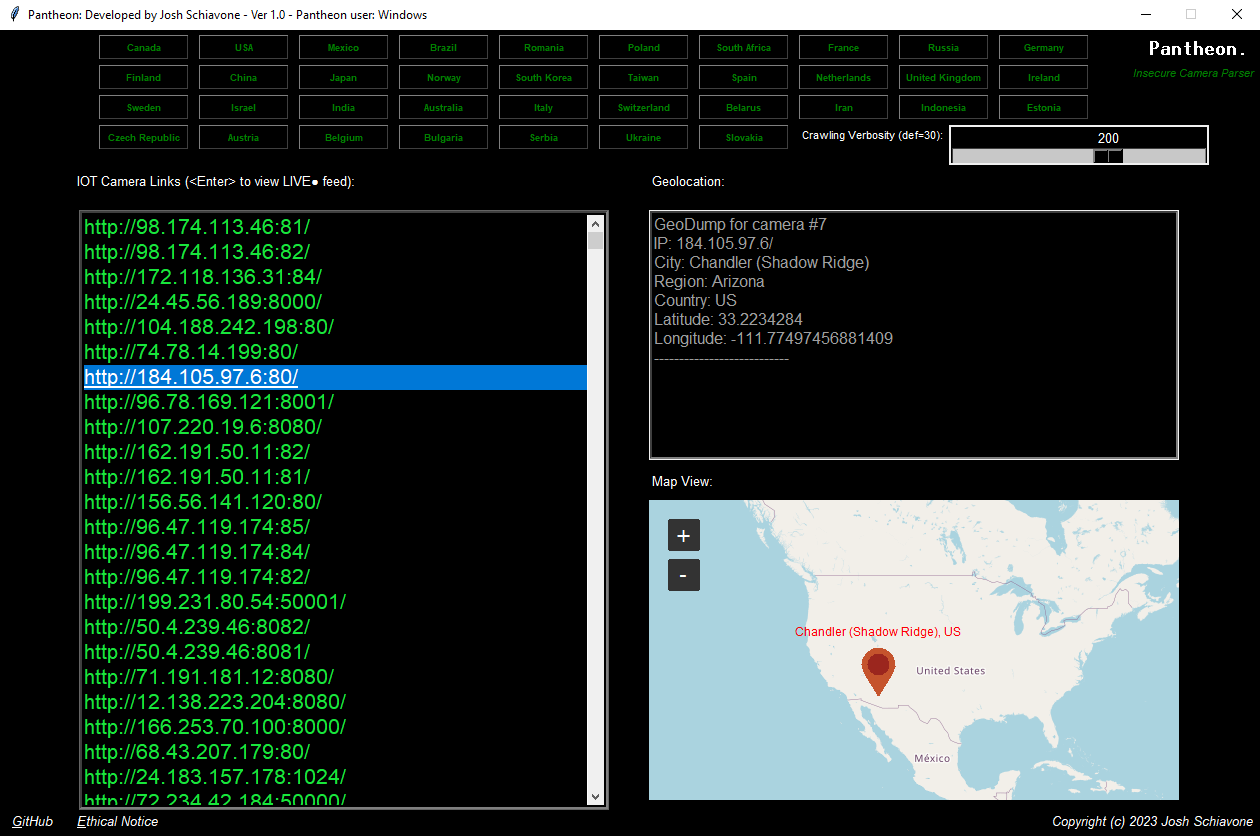 Pantheon: Developed by Josh Schiavone - Ver 1.0 - Pantheon user: Windows
Canada USA Mexico Brazil Romania Poland South Africa France Russia Germany
Pantheon.
Insecure Camera Parser
Finland China Japan Norway South Korea Taiwan Spain Netherlands United Kingdom Ireland
Sweden Israel India Australia Italy Switzerland Belarus Iran Indonesia Estonia
Czech Republic Austria Belgium Bulgaria Serbia Ukraine Slovakia
Crawling Verbosity (def=30):
200
IOT Camera Links (<Enter> to view LIVE● feed):
http://98.174.113.46:81/
http://98.174.113.46:82/
http://172.118.136.31:84/
http://24.45.56.189:8000/
http://104.188.242.198:80/
http://74.78.14.199:80/
http://184.105.97.6:80/
http://96.78.169.121:8001/
http://107.220.19.6:8080/
http://162.191.50.11:82/
http://162.191.50.11:81/
http://156.56.141.120:80/
http://96.47.119.174:85/
http://96.47.119.174:84/
http://96.47.119.174:82/
http://199.231.80.54:50001/
http://50.4.239.46:8082/
http://50.4.239.46:8081/
http://71.191.181.12:8080/
http://12.138.223.204:8080/
http://166.253.70.100:8000/
http://68.43.207.179:80/
http://24.183.157.178:1024/
http://72.234.42.184:50000/
Geolocation:
GeoDump for camera #7
IP: 184.105.97.6/
City: Chandler (Shadow Ridge)
Region: Arizona
Country: US
Latitude: 33.2234284
Longitude: -111.77497456881409
---------------------------
Map View:
+
-
Chandler (Shadow Ridge), US
United States
México
GitHub
Ethical Notice
Copyright (c) 2023 Josh Schiavone